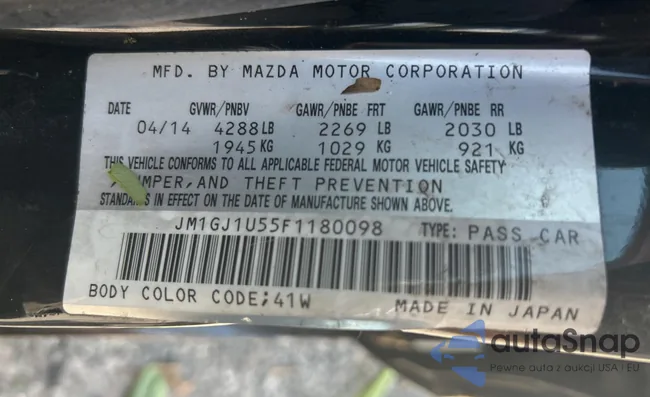 MFD. BY MAZDA MOTOR CORPORATION
DATE GVWR/PNBV GAWR/PNBE FRT GAWR/PNBE RR
04/14 4288 LB 2269 LB 2030 LB
1945 KG 1029 KG 921 KG
THIS VEHICLE CONFORMS TO ALL APPLICABLE FEDERAL MOTOR VEHICLE SAFETY
AND THEFT PREVENTION
IN EFFECT ON THE DATE OF MANUFACTURE SHOWN ABOVE.
JM1GJ1U55F1180098 TYPE: PASS CAR
BODY COLOR CODE;41W MADE IN JAPAN
autoSnap
Pewne auta z aukcji USA / EU